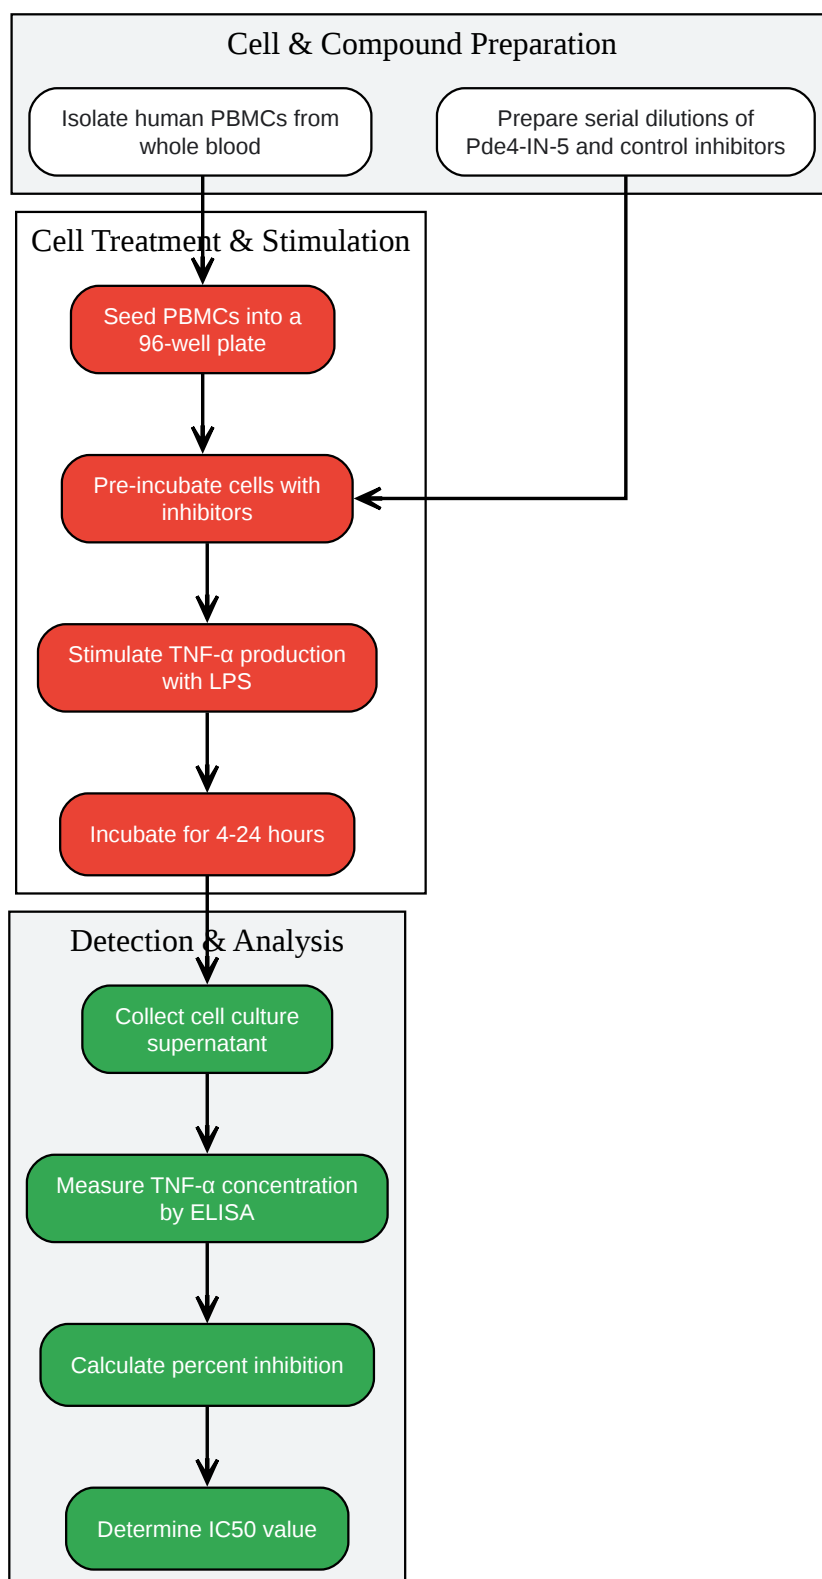 Cell & Compound Preparation
Isolate human PBMCs from
whole blood
Prepare serial dilutions of
Pde4-IN-5 and control inhibitors
Cell Treatment & Stimulation
Seed PBMCs into a
96-well plate
Pre-incubate cells with
inhibitors
Stimulate TNF-α production
with LPS
Incubate for 4-24 hours
Detection & Analysis
Collect cell culture
supernatant
Measure TNF-α concentration
by ELISA
Calculate percent inhibition
Determine IC50 value